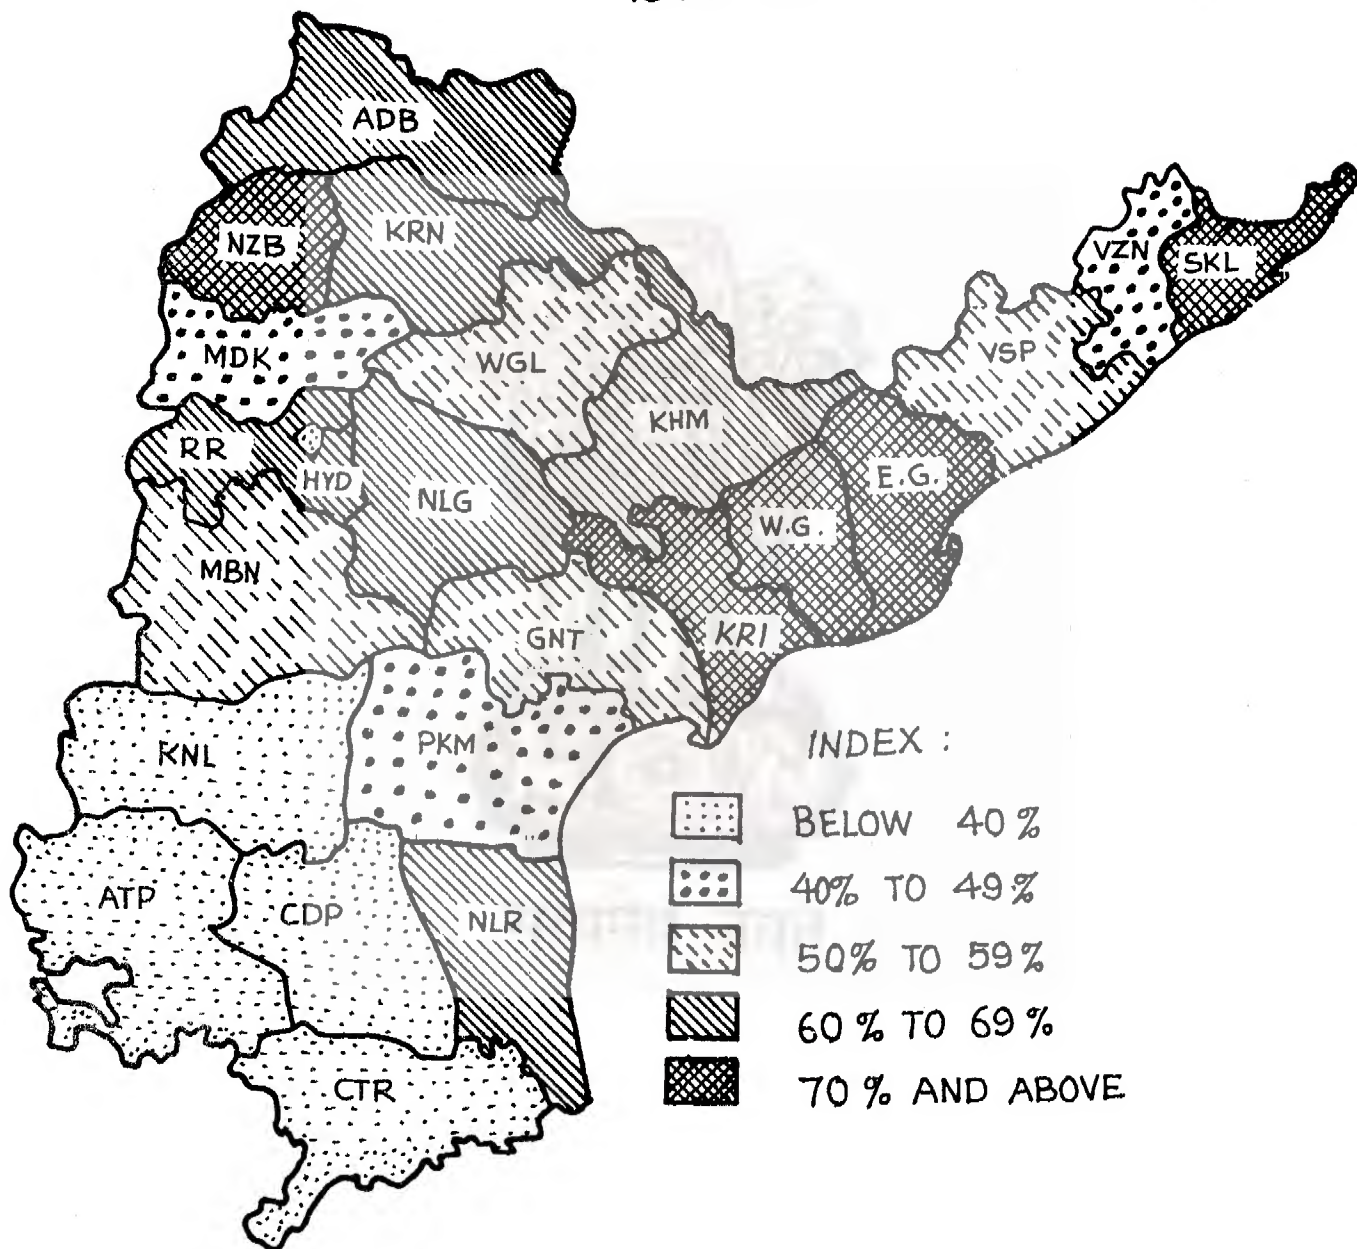 ADB
NZB
KRN
VZN
SKL
MDK
WGL
VSP
KHM
RR
HYD
NLG
E.G.
W.G.
MBN
GNT
KRI
KNL
PKM
ATP
CDP
NLR
CTR
INDEX :
BELOW 40 %
40% TO 49%
50% TO 59%
60 % TO 69 %
70 % AND ABOVE